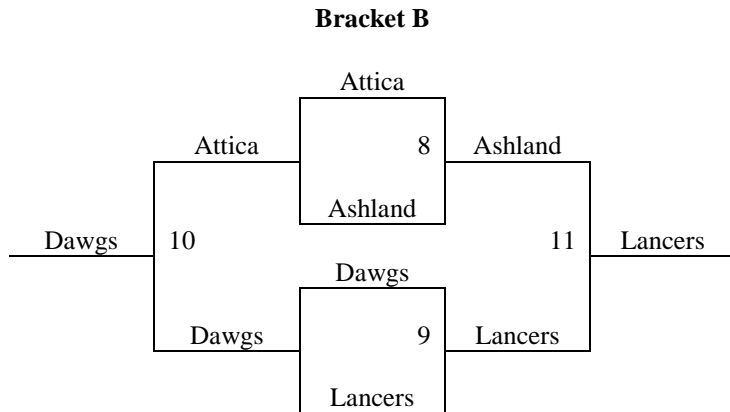 Bracket B
Attica
Attica 8 Ashland
Ashland
Dawgs 10 11 Lancers
Dawgs
Dawgs 9 Lancers
Lancers